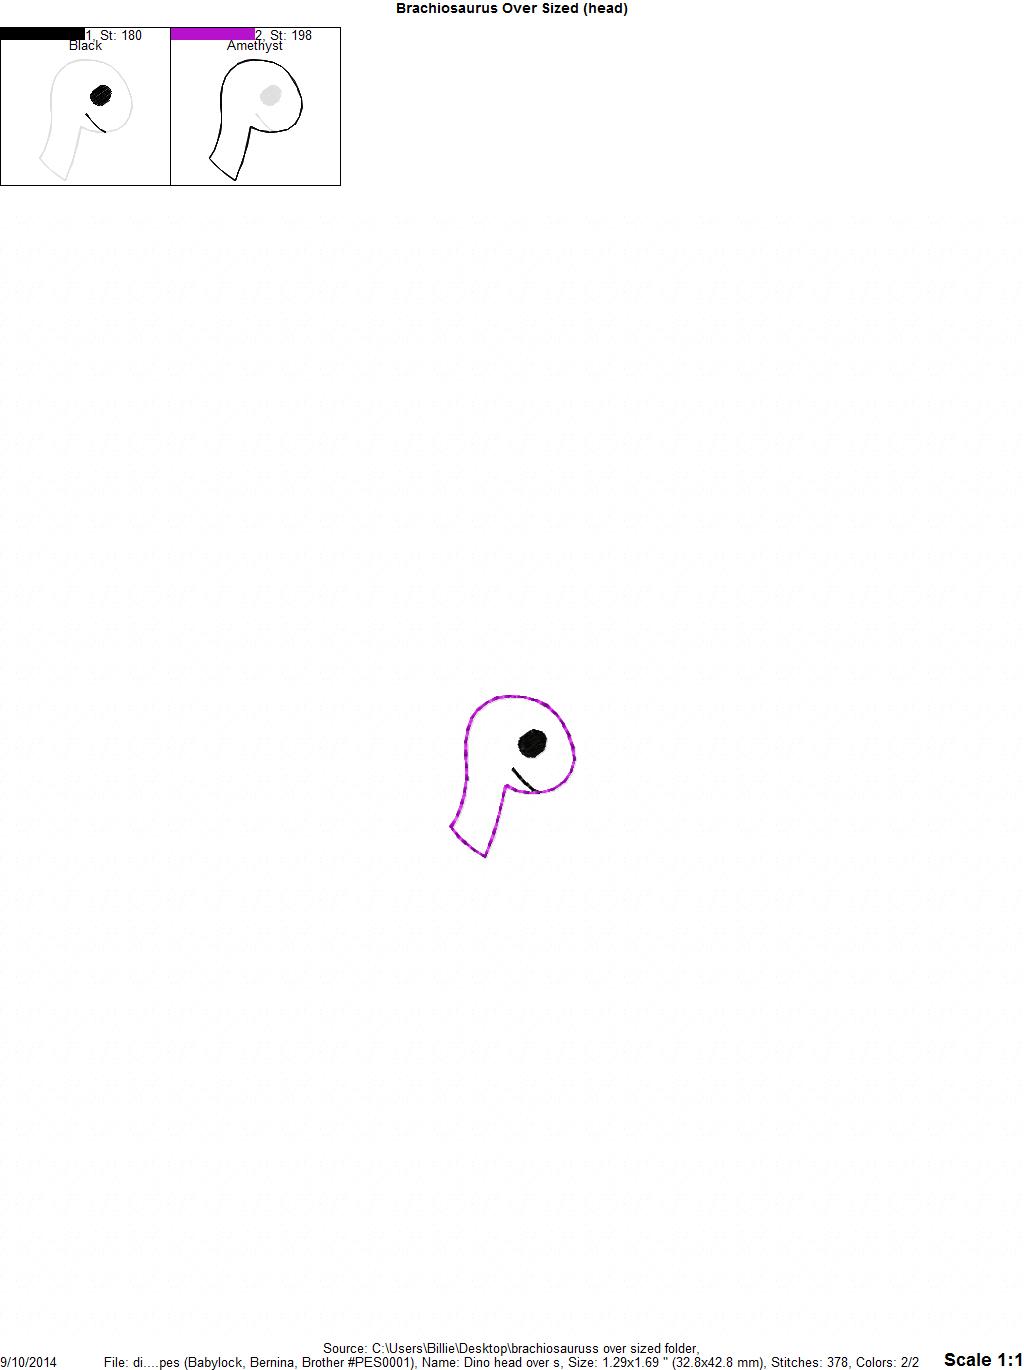 Brachiosaurus Over Sized (head)
1, St: 180
Black
2, St: 198
Amethyst
Source: C:\Users\Billie\Desktop\brachiosauruss over sized folder,
9/10/2014 File: di....pes (Babylock, Bernina, Brother #PES0001), Name: Dino head over s, Size: 1.29x1.69 " (32.8x42.8 mm), Stitches: 378, Colors: 2/2 Scale 1:1